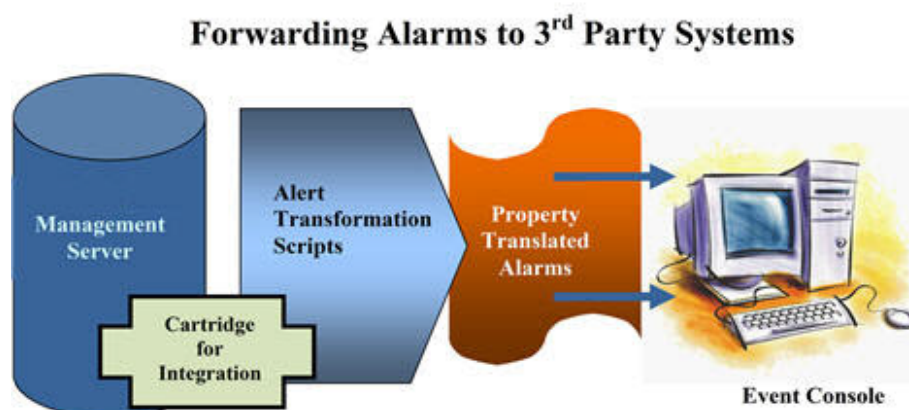 Forwarding Alarms to 3rd Party Systems
Management
Server
Alert
Transformation
Scripts
Property
Translated
Alarms
Cartridge
for
Integration
Event Console